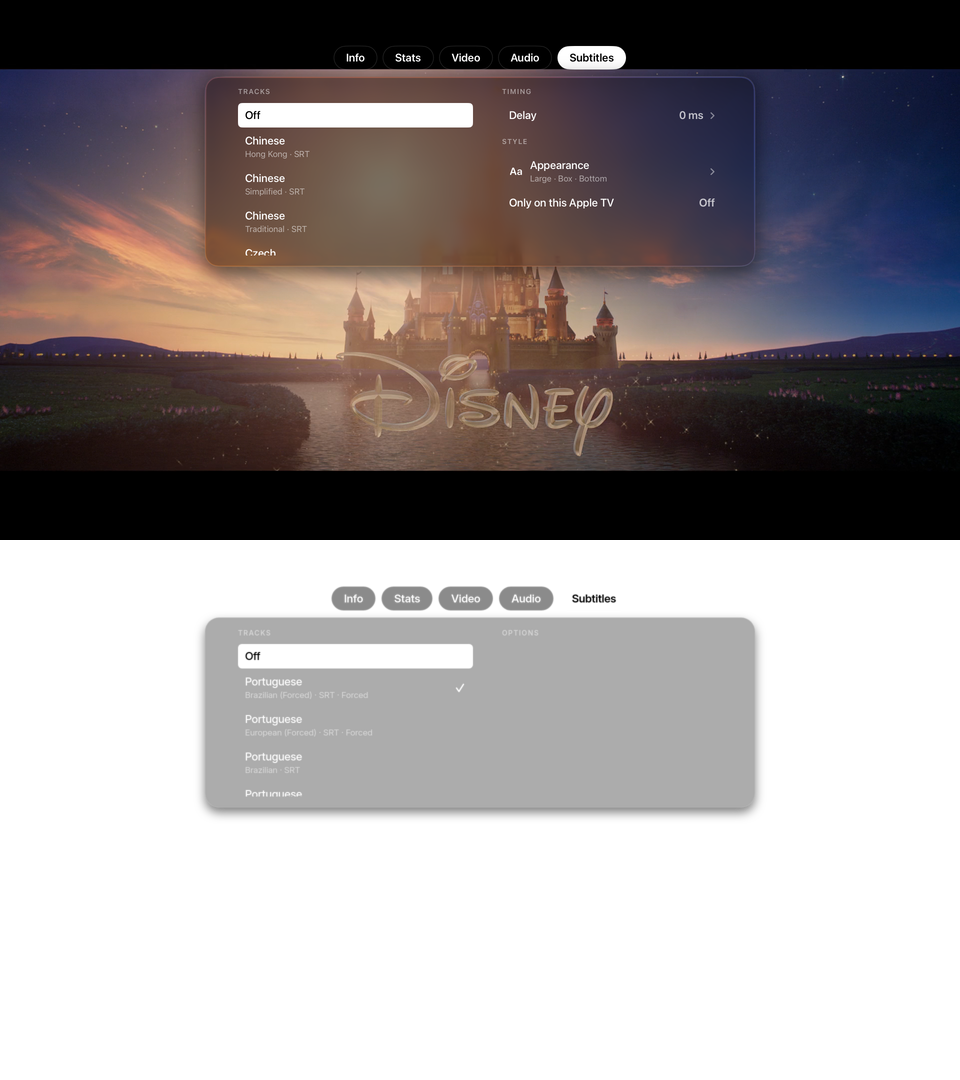 Info Stats Video Audio Subtitles
TRACKS
Off
Chinese
Hong Kong · SRT
Chinese
Simplified · SRT
Chinese
Traditional · SRT
Czech
TIMING
Delay 0 ms
STYLE
Aa Appearance
Large · Box · Bottom
Only on this Apple TV Off
Disney
Info Stats Video Audio Subtitles
TRACKS
Off
Portuguese
Brazilian (Forced) · SRT · Forced
Portuguese
European (Forced) · SRT · Forced
Portuguese
Brazilian · SRT
Portuguese
OPTIONS